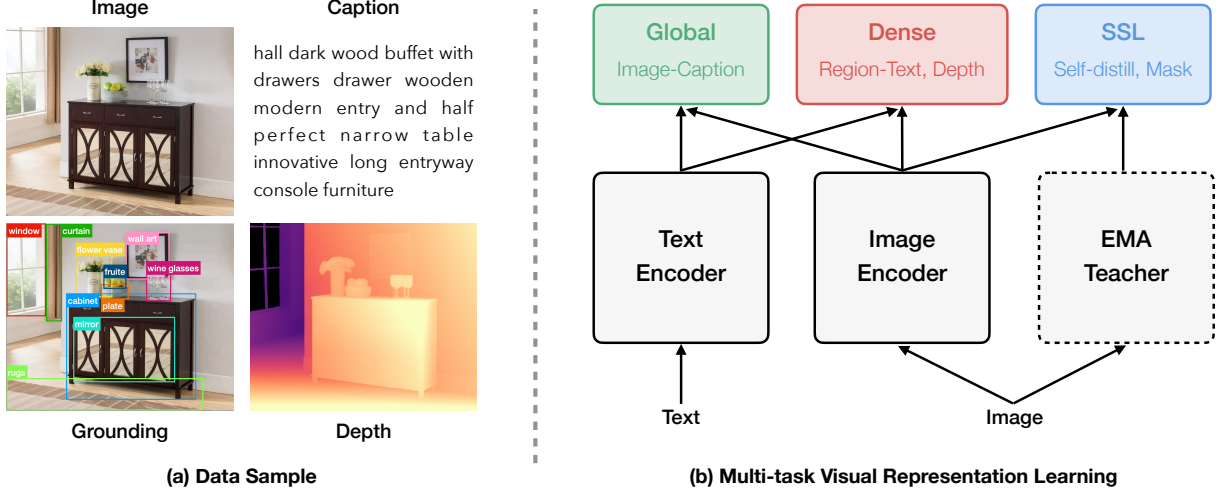 Image
Caption
hall dark wood buffet with
drawers drawer wooden
modern entry and half
perfect narrow table
innovative long entryway
console furniture
window
curtain
wall art
flower vase
fruite
wine glasses
cabinet
plate
mirror
rugs
Grounding
Depth
(a) Data Sample
Global
Image-Caption
Dense
Region-Text, Depth
SSL
Self-distill, Mask
Text
Encoder
Image
Encoder
EMA
Teacher
Text
Image
(b) Multi-task Visual Representation Learning